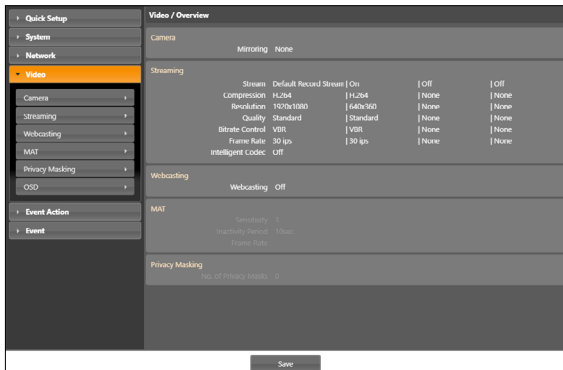 Quick Setup
System
Network
Video
Camera
Streaming
Webcasting
MAT
Privacy Masking
OSD
Event Action
Event
Video / Overview
Camera
Mirroring None
Streaming
Stream Default Record Stream | On | Off | Off
Compression H.264 | H.264 | None | None
Resolution 1920x1080 | 640x360 | None | None
Quality Standard | Standard | None | None
Bitrate Control VBR | VBR | None | None
Frame Rate 30 ips | 30 ips | None | None
Intelligent Codec Off
Webcasting
Webcasting Off
MAT
Sensitivity
Inactivity Period 10sec
Frame Rate
Privacy Masking
No. of Privacy Masks 0
Save